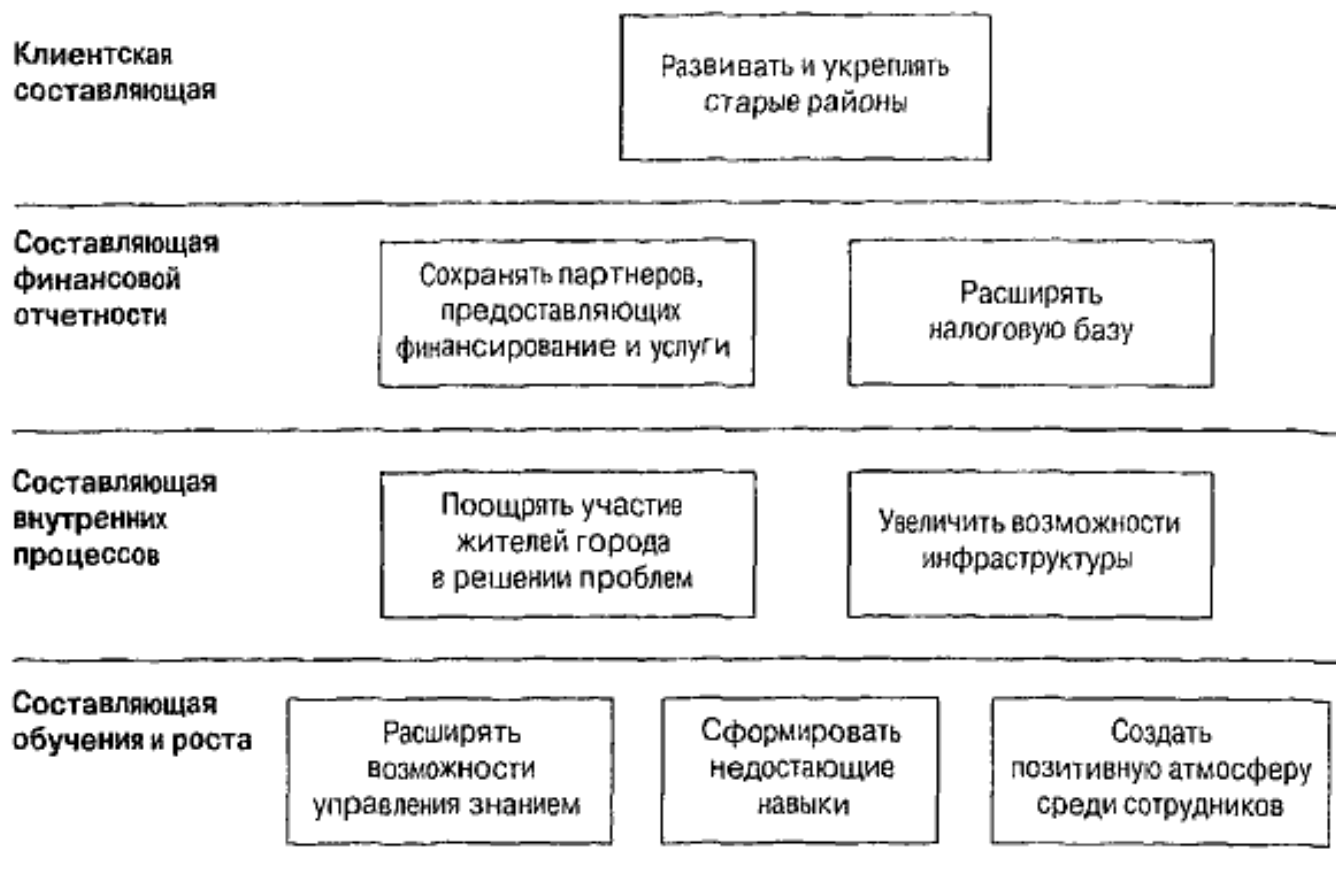 Клиентская
составляющая
Развивать и укреплять
старые районы
Составляющая
финансовой
отчетности
Сохранять партнеров,
предоставляющих
финансирование и услуги
Расширять
налоговую базу
Составляющая
внутренних
процессов
Поощрять участие
жителей города
в решении проблем
Увеличить возможности
инфраструктуры
Составляющая
обучения и роста
Расширять
возможности
управления знанием
Сформировать
недостающие
навыки
Создать
позитивную атмосферу
среди сотрудников